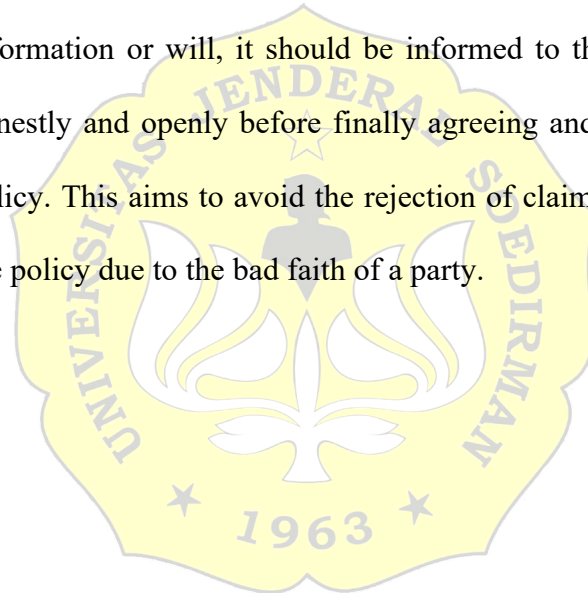 formation or will, it should be informed to th
nestly and openly before finally agreeing and
licy. This aims to avoid the rejection of claim
e policy due to the bad faith of a party.
UNIVERSITAS JENDERAL SOEDIRMAN
1963